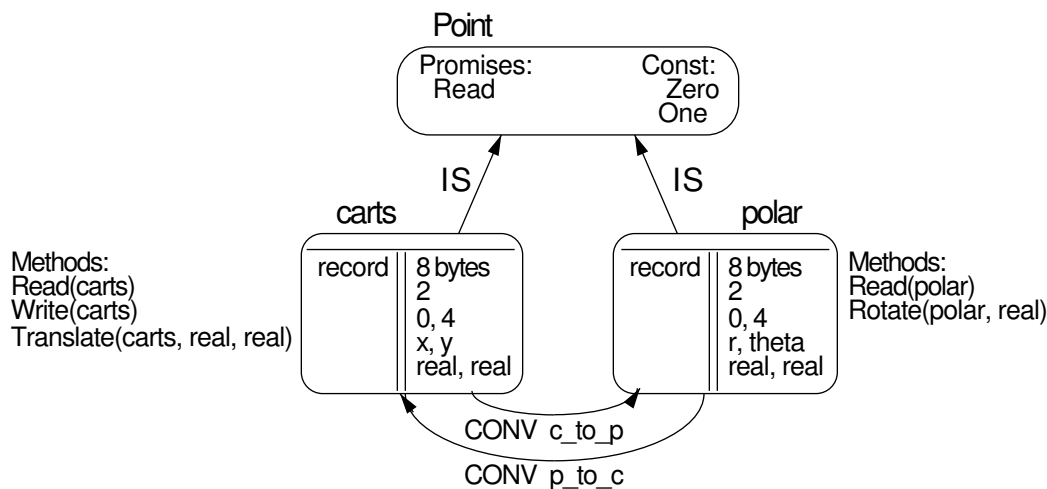 Point
Promises:
Read
Const:
Zero
One
IS
IS
carts
polar
Methods:
Read(carts)
Write(carts)
Translate(carts, real, real)
record
8 bytes
2
0, 4
x, y
real, real
record
8 bytes
2
0, 4
r, theta
real, real
Methods:
Read(polar)
Rotate(polar, real)
CONV c_to_p
CONV p_to_c